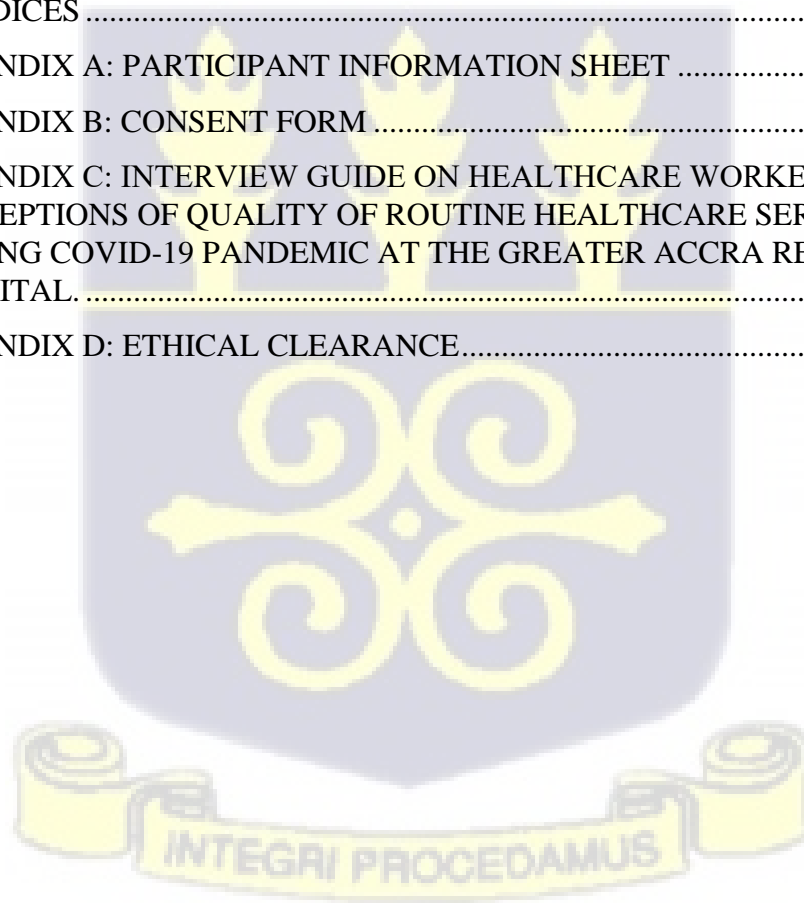 DICES ........................................................................................
NDIX A: PARTICIPANT INFORMATION SHEET ................
NDIX B: CONSENT FORM ......................................................
NDIX C: INTERVIEW GUIDE ON HEALTHCARE WORKE
EPTIONS OF QUALITY OF ROUTINE HEALTHCARE SER
NG COVID-19 PANDEMIC AT THE GREATER ACCRA RE
ITAL. .........................................................................................
NDIX D: ETHICAL CLEARANCE...........................................
INTEGRI PROCEDAMUS